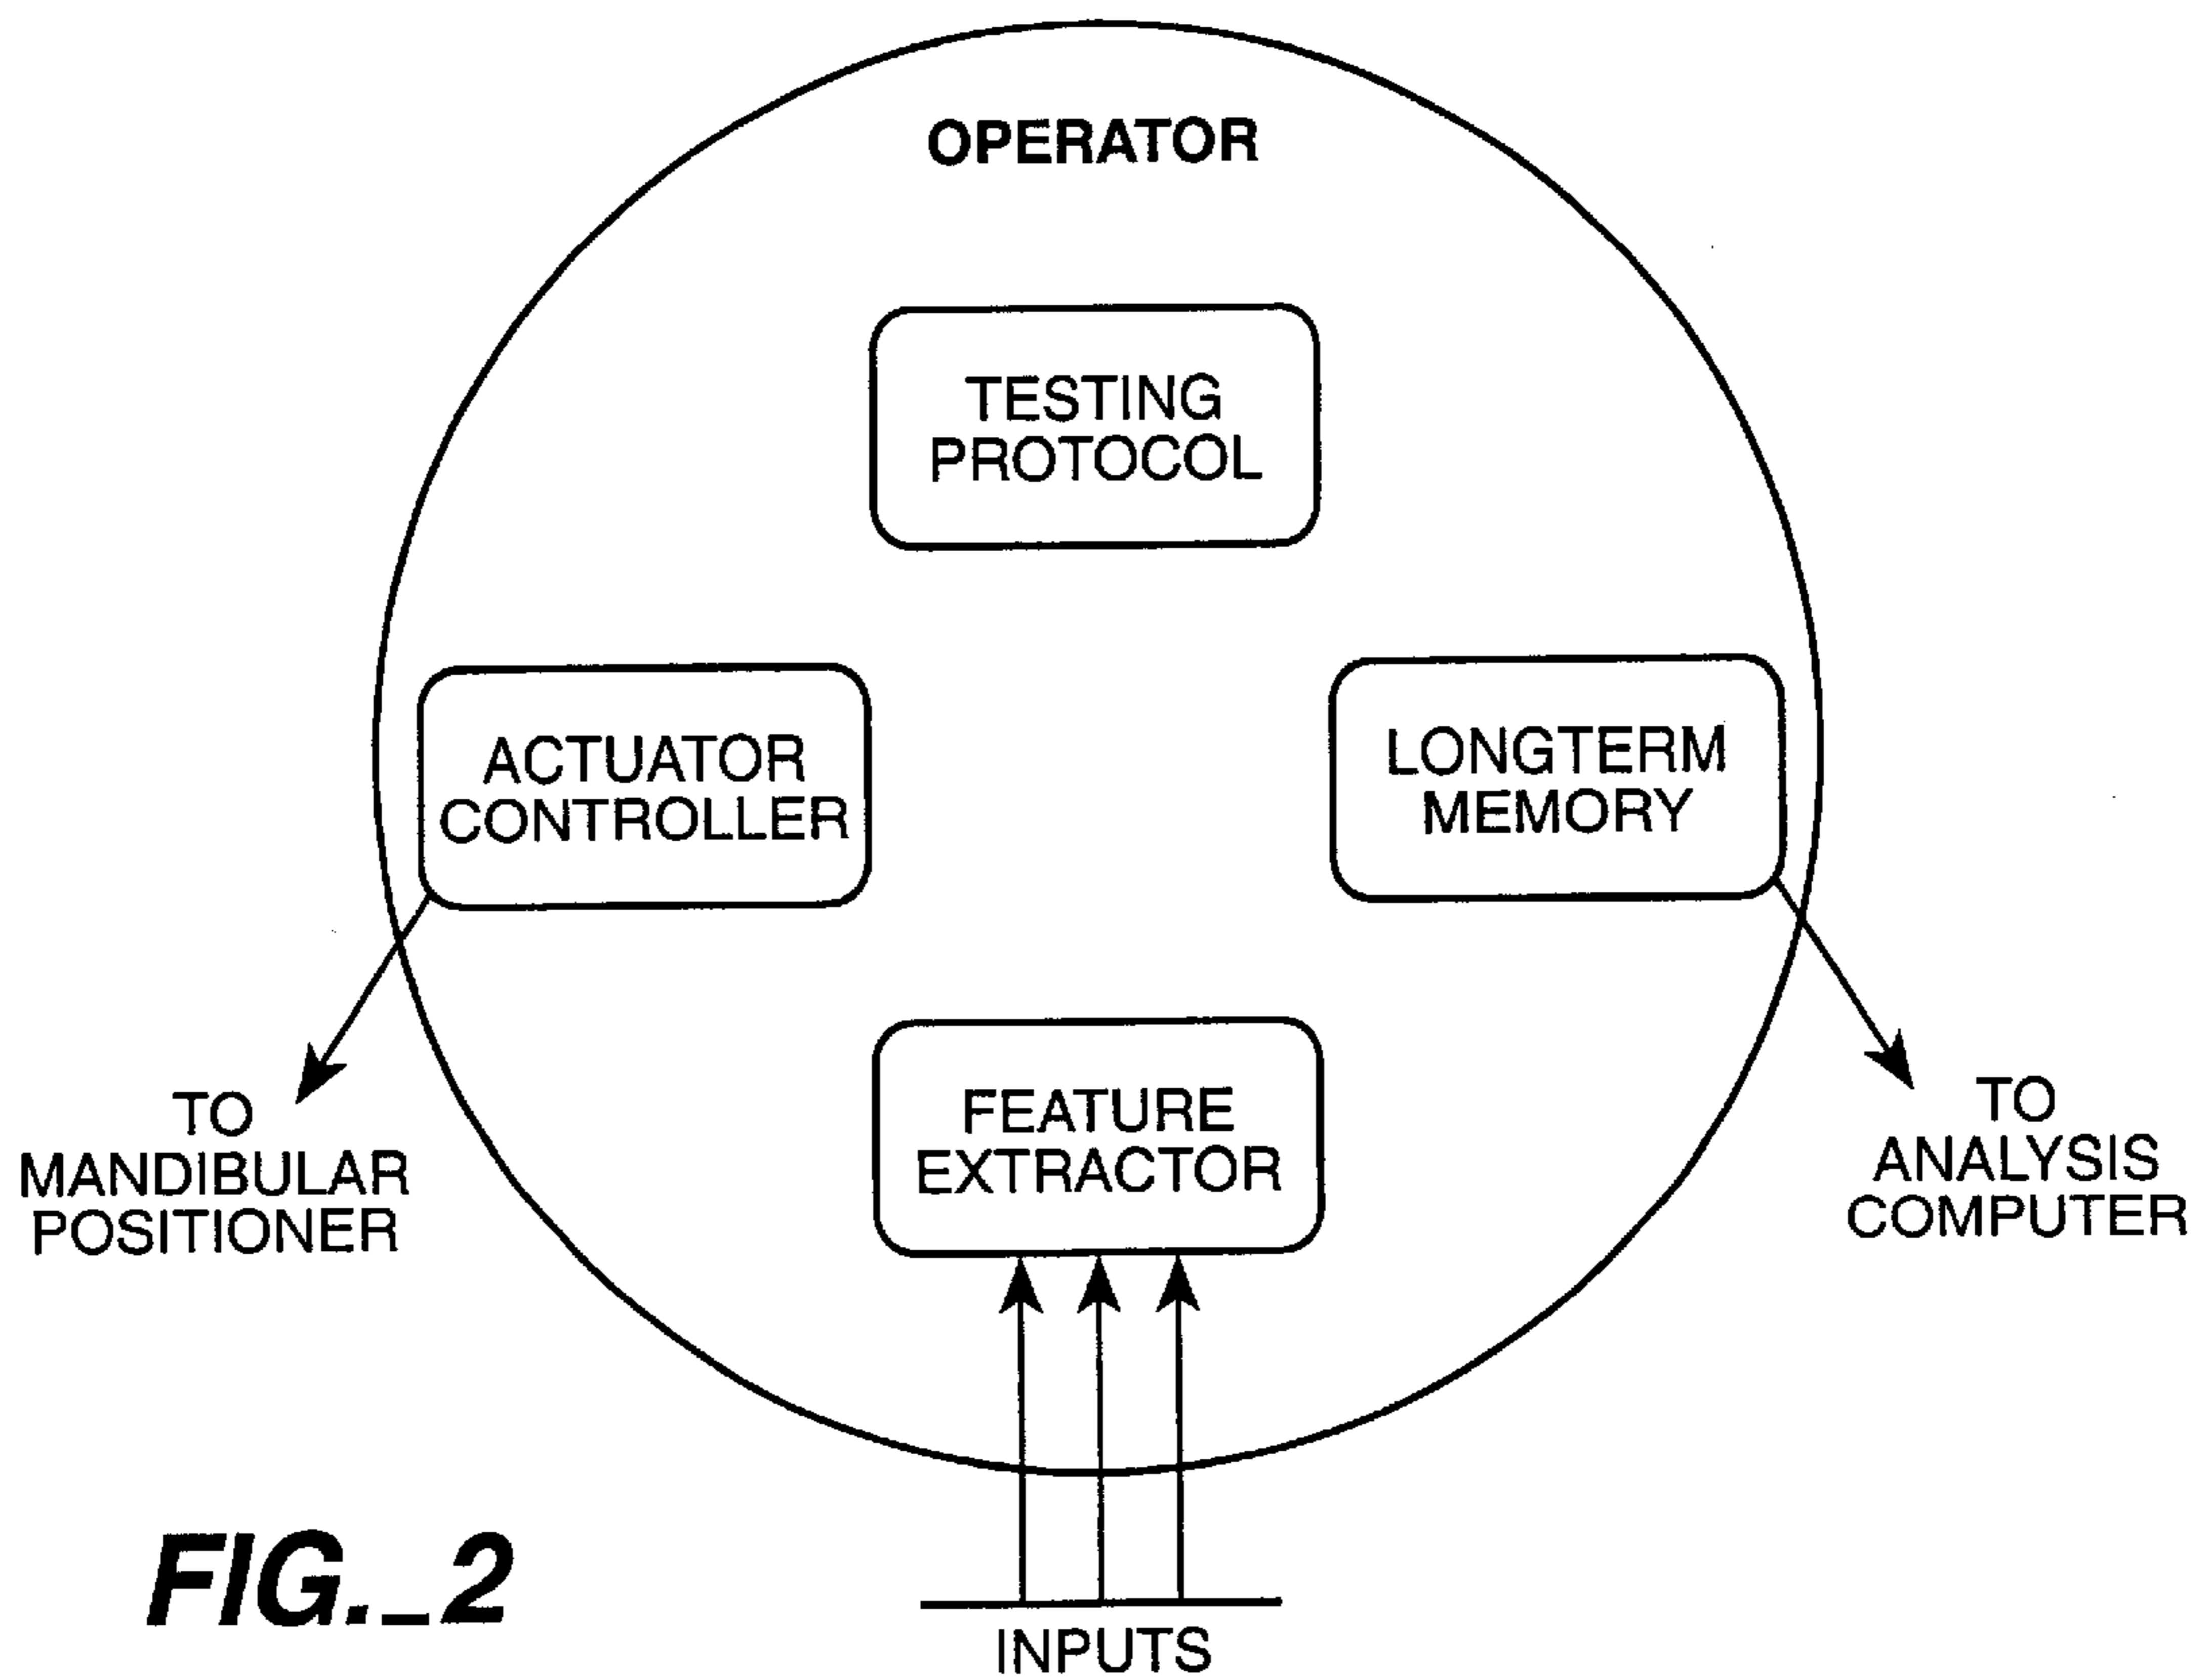 OPERATOR
TESTING
PROTOCOL
ACTUATOR
CONTROLLER
LONGTERM
MEMORY
FEATURE
EXTRACTOR
TO
MANDIBULAR
POSITIONER
TO
ANALYSIS
COMPUTER
INPUTS
FIG._2